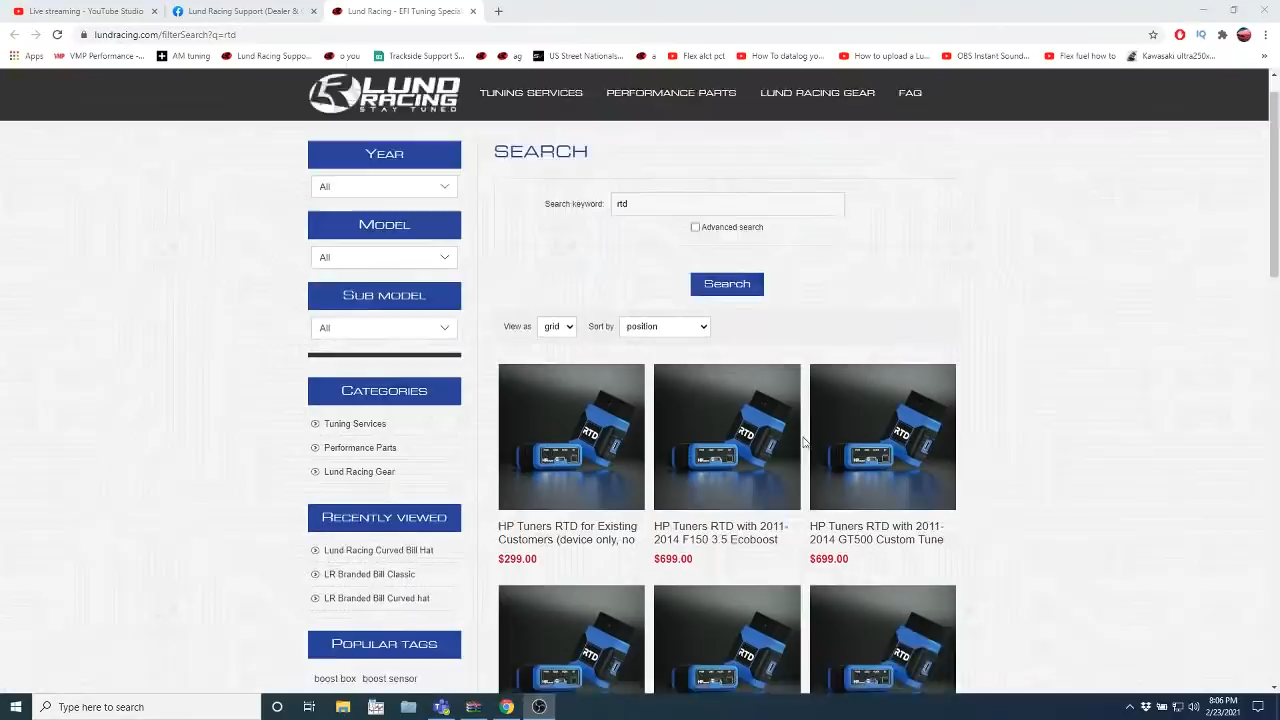 Live streaming - YouTube Studio
Lund Racing Support (Dealer &
Lund Racing - EFI Tuning Special
lundracing.com/filterSearch?q=rtd
Apps
VMP Performance -...
AM tuning
Lund Racing Suppo...
o you
Trackside Support S...
ag
US Street Nationals...
a
Flex alct pct
How To datalog yo...
How to upload a Lu...
OBS Instant Sound...
Flex fuel how to
Kawasaki ultra250x...
LUND
RACING
STAY TUNED
TUNING SERVICES
PERFORMANCE PARTS
LUND RACING GEAR
FAQ
YEAR
All
MODEL
All
SUB MODEL
All
CATEGORIES
Tuning Services
Performance Parts
Lund Racing Gear
RECENTLY VIEWED
Lund Racing Curved Bill Hat
LR Branded Bill Classic
LR Branded Bill Curved hat
POPULAR TAGS
boost box boost sensor
SEARCH
Search keyword: rtd
Advanced search
Search
View as grid Sort by position
RTD
RTD
RTD
HP Tuners RTD for Existing
Customers (device only, no
$299.00
HP Tuners RTD with 2011-
2014 F150 3.5 Ecoboost
$699.00
HP Tuners RTD with 2011-
2014 GT500 Custom Tune
$699.00
RTD
RTD
RTD
Type here to search
8:06 PM
2/23/2021